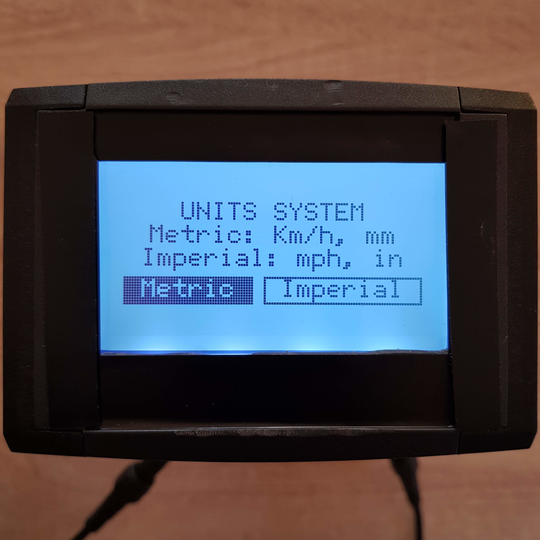 UNITS SYSTEM
Metric: Km/h, mm
Imperial: mph, in
Metric Imperial